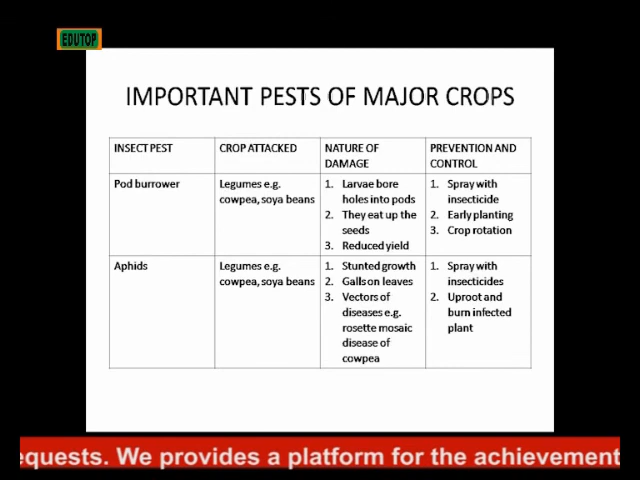 EDUTOP
IMPORTANT PESTS OF MAJOR CROPS
INSECT PEST
CROP ATTACKED
NATURE OF
DAMAGE
PREVENTION AND
CONTROL
Pod burrower
Legumes e.g.
cowpea, soya beans
1. Larvae bore
holes into pods
2. They eat up the
seeds
3. Reduced yield
1. Spray with
insecticide
2. Early planting
3. Crop rotation
Aphids
Legumes e.g.
cowpea, soya beans
1. Stunted growth
2. Galls on leaves
3. Vectors of
diseases e.g.
rosette mosaic
disease of
cowpea
1. Spray with
insecticides
2. Uproot and
burn infected
plant
equests. We provides a platform for the achievement